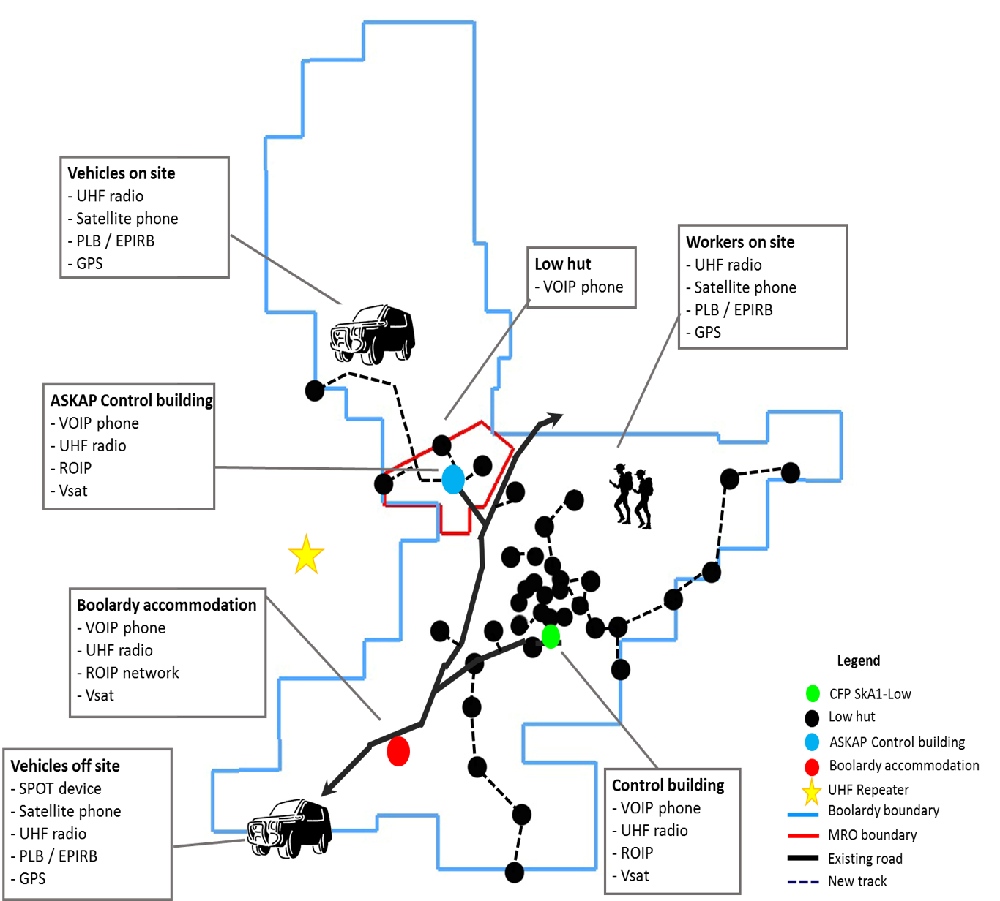 Vehicles on site
- UHF radio
- Satellite phone
- PLB / EPIRB
- GPS
Low hut
- VOIP phone
Workers on site
- UHF radio
- Satellite phone
- PLB / EPIRB
- GPS
ASKAP Control building
- VOIP phone
- UHF radio
- ROIP
- Vsat
Boolardy accommodation
- VOIP phone
- UHF radio
- ROIP network
- Vsat
Vehicles off site
- SPOT device
- Satellite phone
- UHF radio
- PLB / EPIRB
- GPS
Control building
- VOIP phone
- UHF radio
- ROIP
- Vsat
Legend
CFP SkA1-Low
Low hut
ASKAP Control building
Boolardy accommodation
UHF Repeater
Boolardy boundary
MRO boundary
Existing road
New track